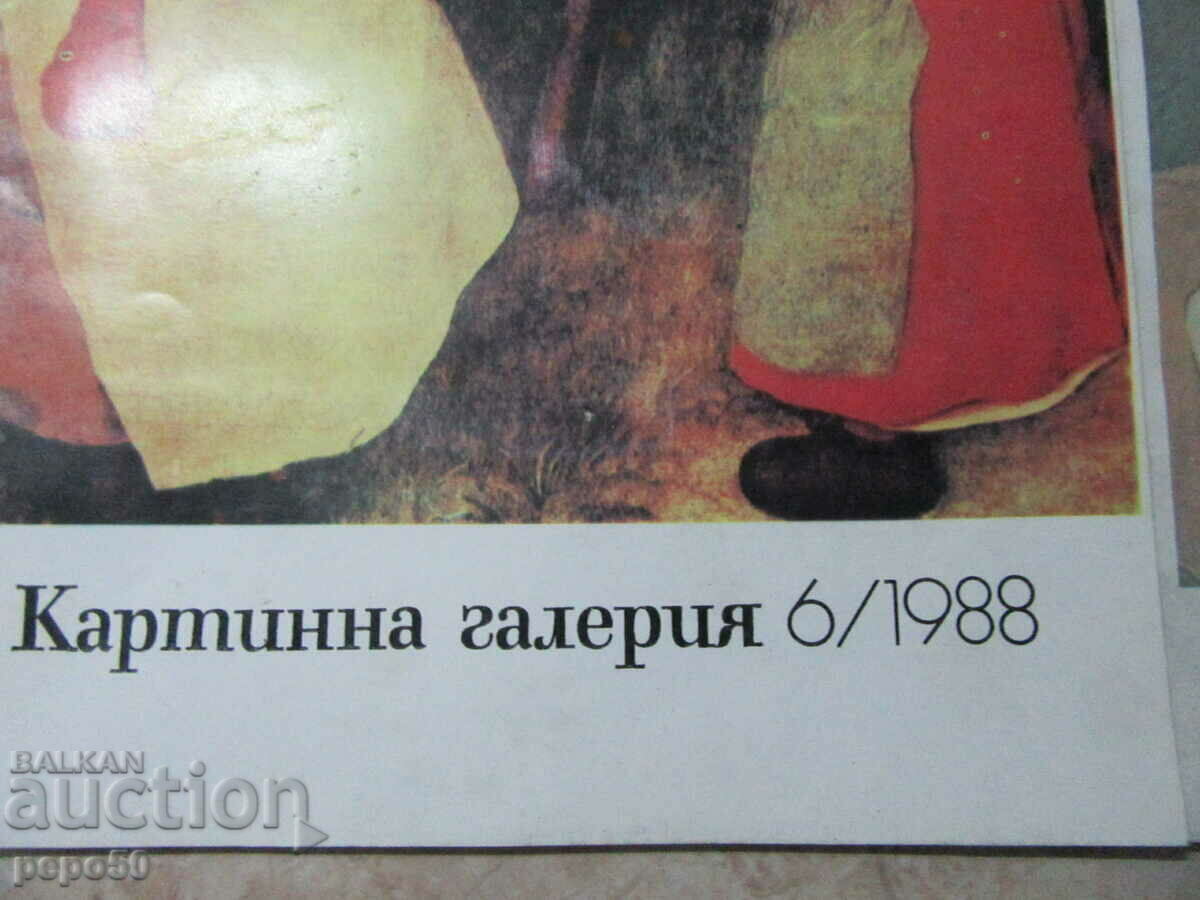 Картинна галерия 6/1988
BALKAN
auction
pepo50